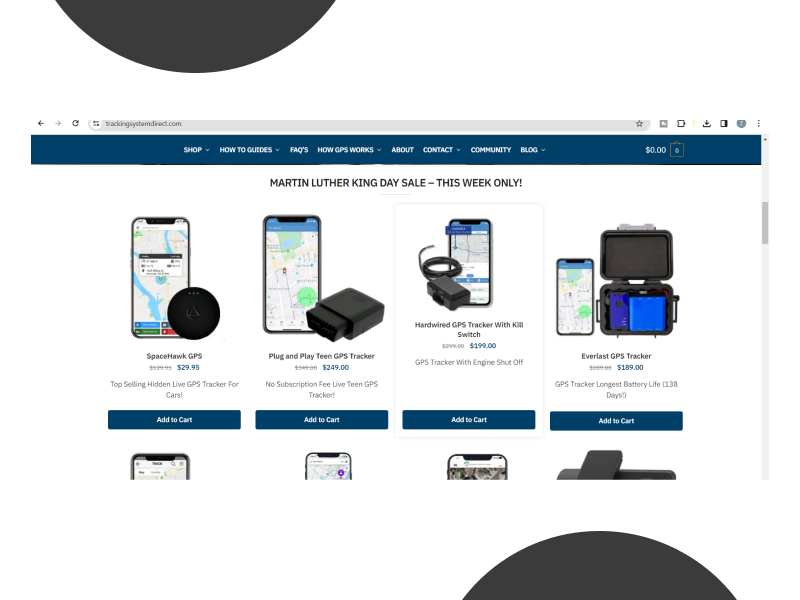 trackingsystemdirect.com
SHOP HOW TO GUIDES FAQ'S HOW GPS WORKS ABOUT CONTACT COMMUNITY BLOG $0.00 0
MARTIN LUTHER KING DAY SALE – THIS WEEK ONLY!
SpaceHawk GPS
$129.95 $29.95
Top Selling Hidden Live GPS Tracker For
Cars!
Add to Cart
Plug and Play Teen GPS Tracker
$349.00 $249.00
No Subscription Fee Live Teen GPS
Tracker!
Add to Cart
Hardwired GPS Tracker With Kill
Switch
$299.00 $199.00
GPS Tracker With Engine Shut Off
Add to Cart
Everlast GPS Tracker
$209.00 $189.00
GPS Tracker Longest Battery Life (138
Days!)
Add to Cart
TRACK